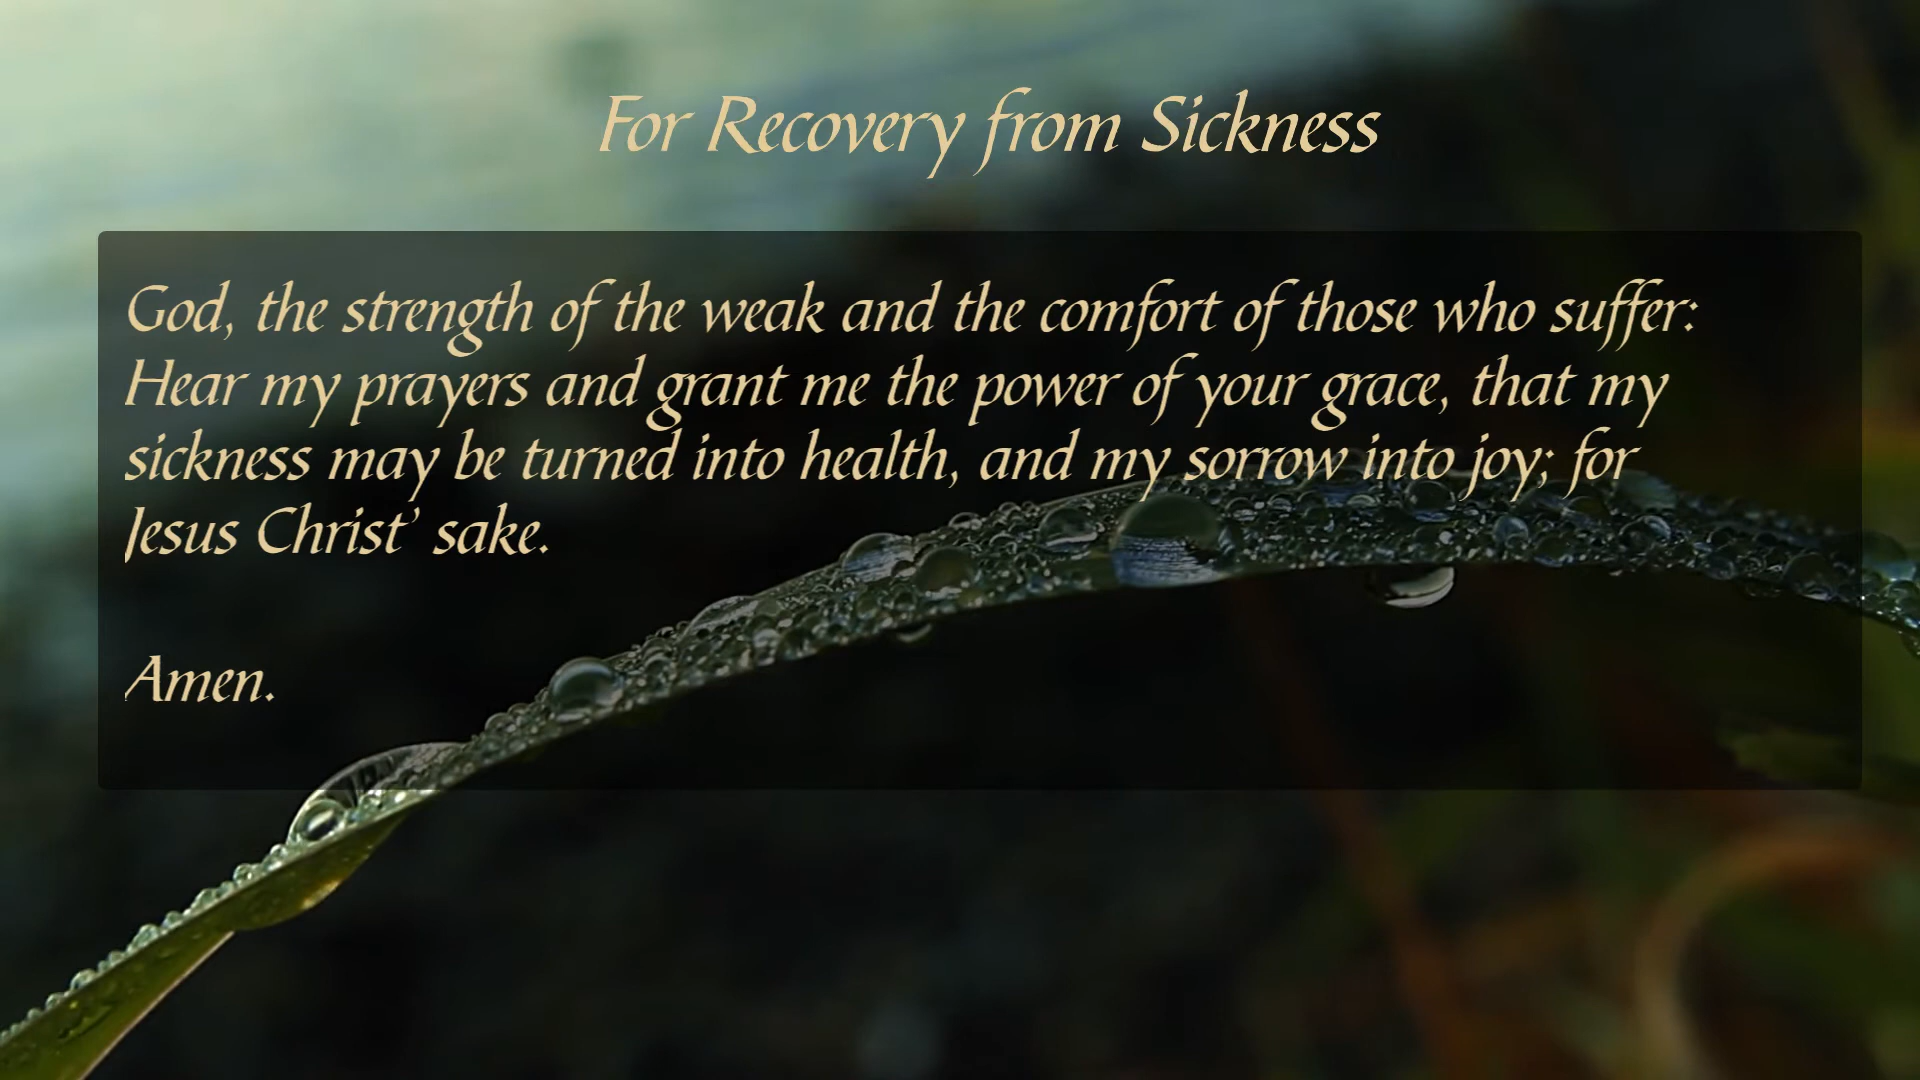 For Recovery from Sickness
God, the strength of the weak and the comfort of those who suffer:
Hear my prayers and grant me the power of your grace, that my
sickness may be turned into health, and my sorrow into joy; for
Jesus Christ’ sake.
Amen.